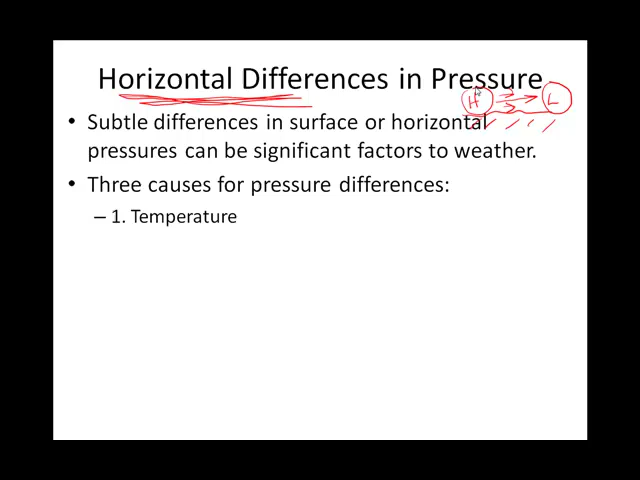 Horizontal Differences in Pressure
H L
• Subtle differences in surface or horizontal
pressures can be significant factors to weather.
• Three causes for pressure differences:
– 1. Temperature